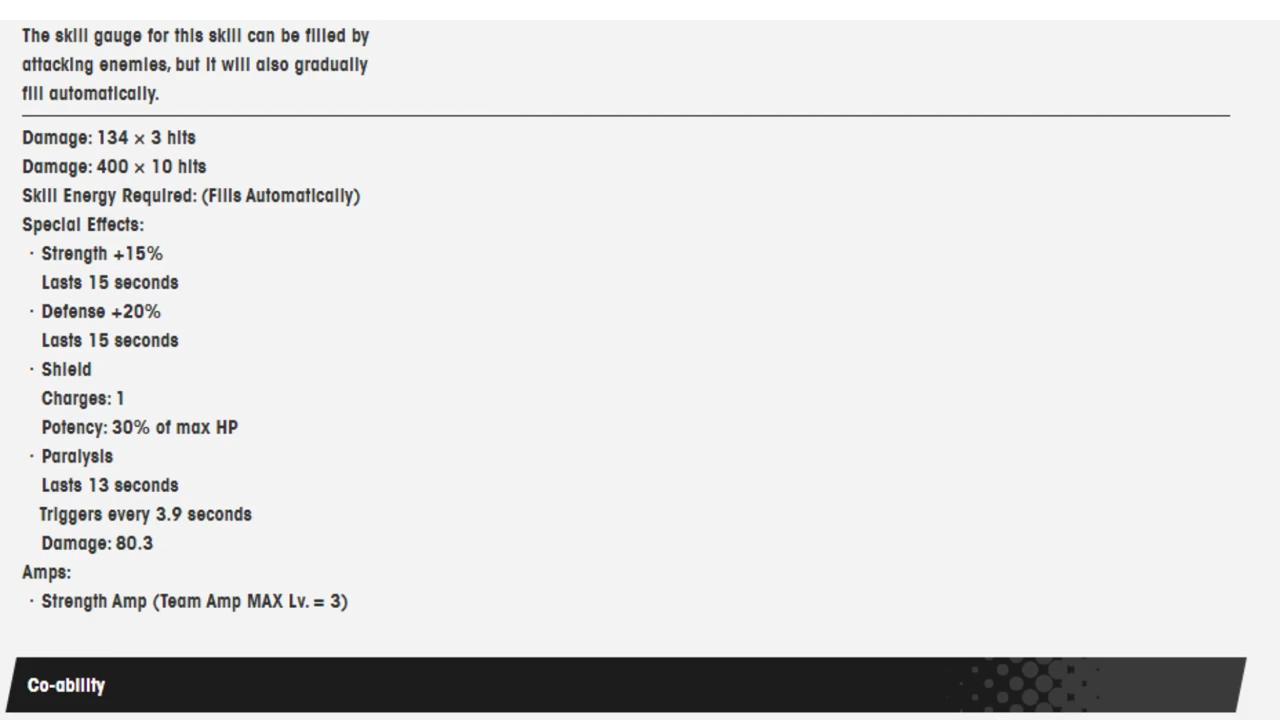 The skill gauge for this skill can be filled by
attacking enemies, but it will also gradually
fill automatically.
Damage: 134 × 3 hits
Damage: 400 × 10 hits
Skill Energy Required: (Fills Automatically)
Special Effects:
· Strength +15%
Lasts 15 seconds
· Defense +20%
Lasts 15 seconds
· Shield
Charges: 1
Potency: 30% of max HP
· Paralysis
Lasts 13 seconds
Triggers every 3.9 seconds
Damage: 80.3
Amps:
· Strength Amp (Team Amp MAX Lv. = 3)
Co-ability